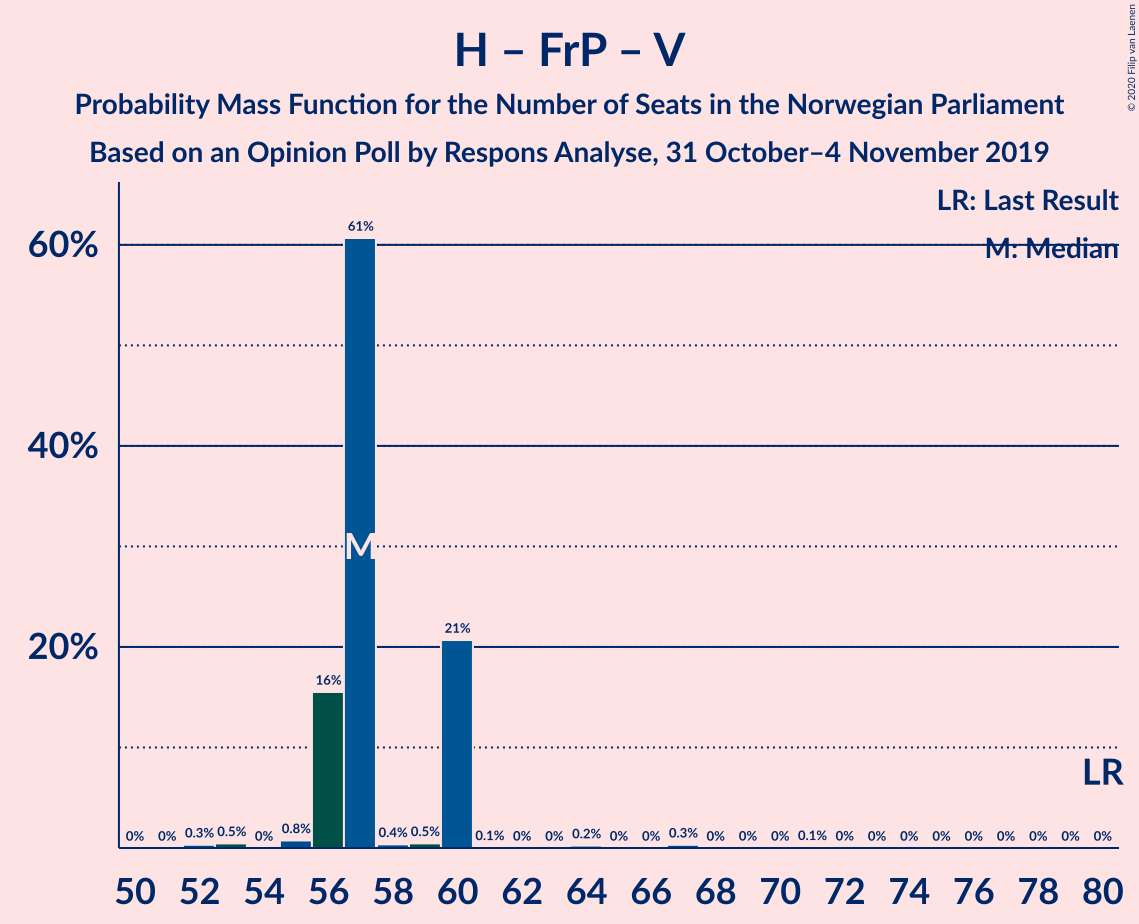 H – FrP – V
Probability Mass Function for the Number of Seats in the Norwegian Parliament
Based on an Opinion Poll by Respons Analyse, 31 October–4 November 2019
© 2020 Filip van Laenen
LR: Last Result
M: Median
60%
40%
20%
61%
M
21%
16%
LR
0% 0% 0.3% 0.5% 0% 0.8% 0.4% 0.5% 0.1% 0% 0% 0.2% 0% 0% 0.3% 0% 0% 0% 0.1% 0% 0% 0% 0% 0% 0% 0% 0% 0%
50 52 54 56 58 60 62 64 66 68 70 72 74 76 78 80